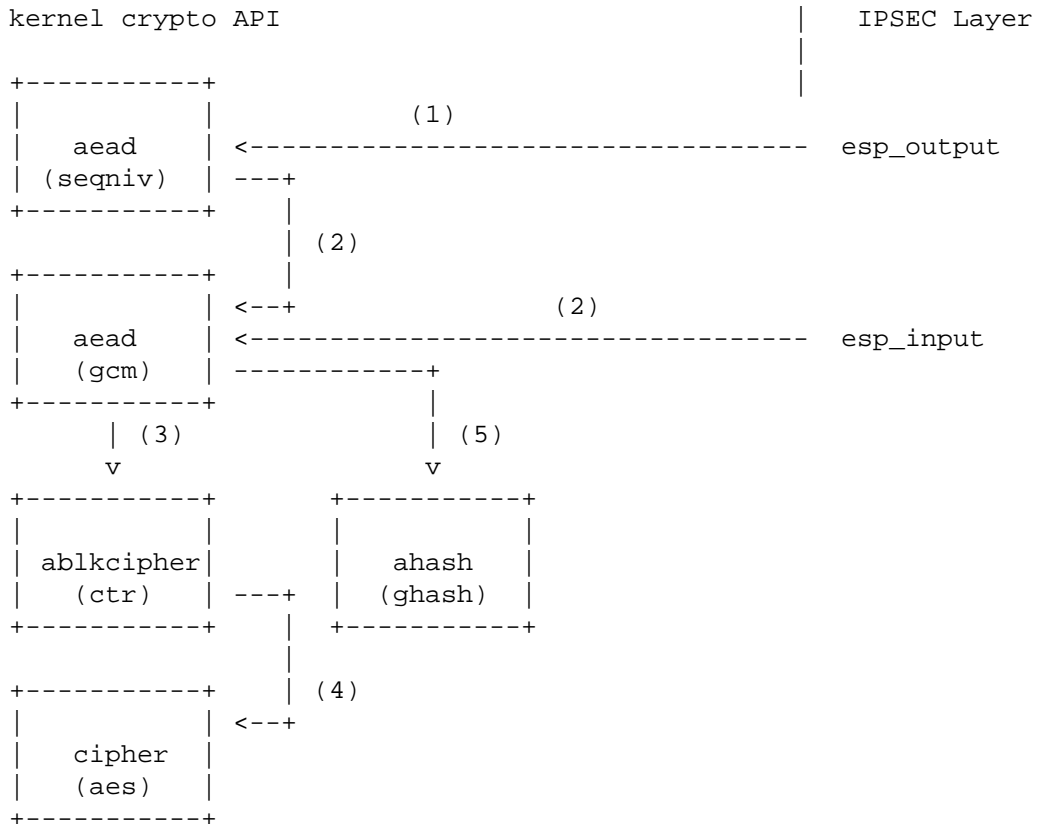 kernel crypto API | IPSEC Layer
(1)
aead <----------------------------------- esp_output
(seqniv) ---+
(2)
<--+ (2)
aead <----------------------------------- esp_input
(gcm) ------------+
(3) (5)
v v
ablkcipher ahash
(ctr) ---+ (ghash)
(4)
<--+
cipher
(aes)